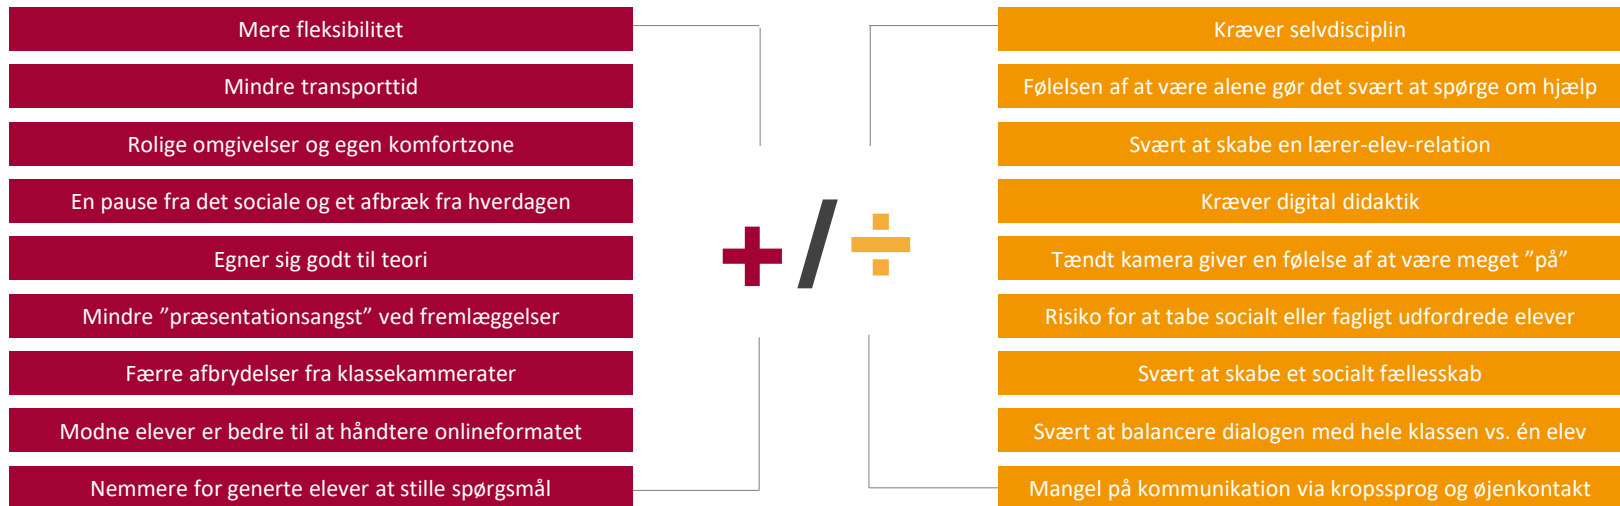 Mere fleksibilitet
Mindre transporttid
Rolige omgivelser og egen komfortzone
En pause fra det sociale og et afbræk fra hverdagen
Egner sig godt til teori
Mindre ”præsentationsangst” ved fremlæggelser
Færre afbrydelser fra klassekammerater
Modne elever er bedre til at håndtere onlineformatet
Nemmere for generte elever at stille spørgsmål
+/÷
Kræver selvdisciplin
Følelsen af at være alene gør det svært at spørge om hjælp
Svært at skabe en lærer-elev-relation
Kræver digital didaktik
Tændt kamera giver en følelse af at være meget ”på”
Risiko for at tabe socialt eller fagligt udfordrede elever
Svært at skabe et socialt fællesskab
Svært at balancere dialogen med hele klassen vs. én elev
Mangel på kommunikation via kropssprog og øjenkontakt